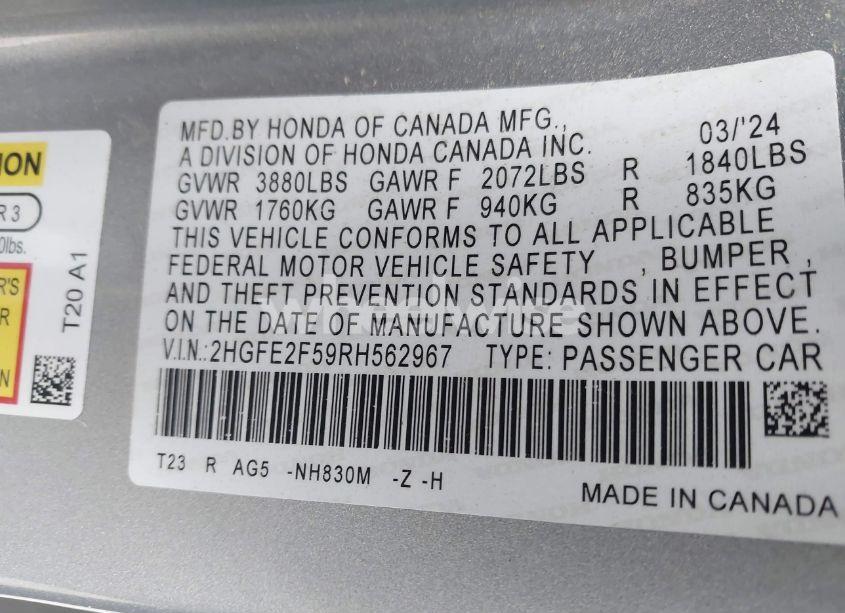 ION
R 3
0lbs.
R'S
R
N
T20 A1
MFD.BY HONDA OF CANADA MFG.,
A DIVISION OF HONDA CANADA INC. 03/'24
GVWR 3880LBS GAWR F 2072LBS R 1840LBS
GVWR 1760KG GAWR F 940KG R 835KG
THIS VEHICLE CONFORMS TO ALL APPLICABLE
FEDERAL MOTOR VEHICLE SAFETY , BUMPER ,
AND THEFT PREVENTION STANDARDS IN EFFECT
ON THE DATE OF MANUFACTURE SHOWN ABOVE.
V.I.N.:2HGFE2F59RH562967 TYPE: PASSENGER CAR
T23 R AG5 -NH830M -Z -H
MADE IN CANADA